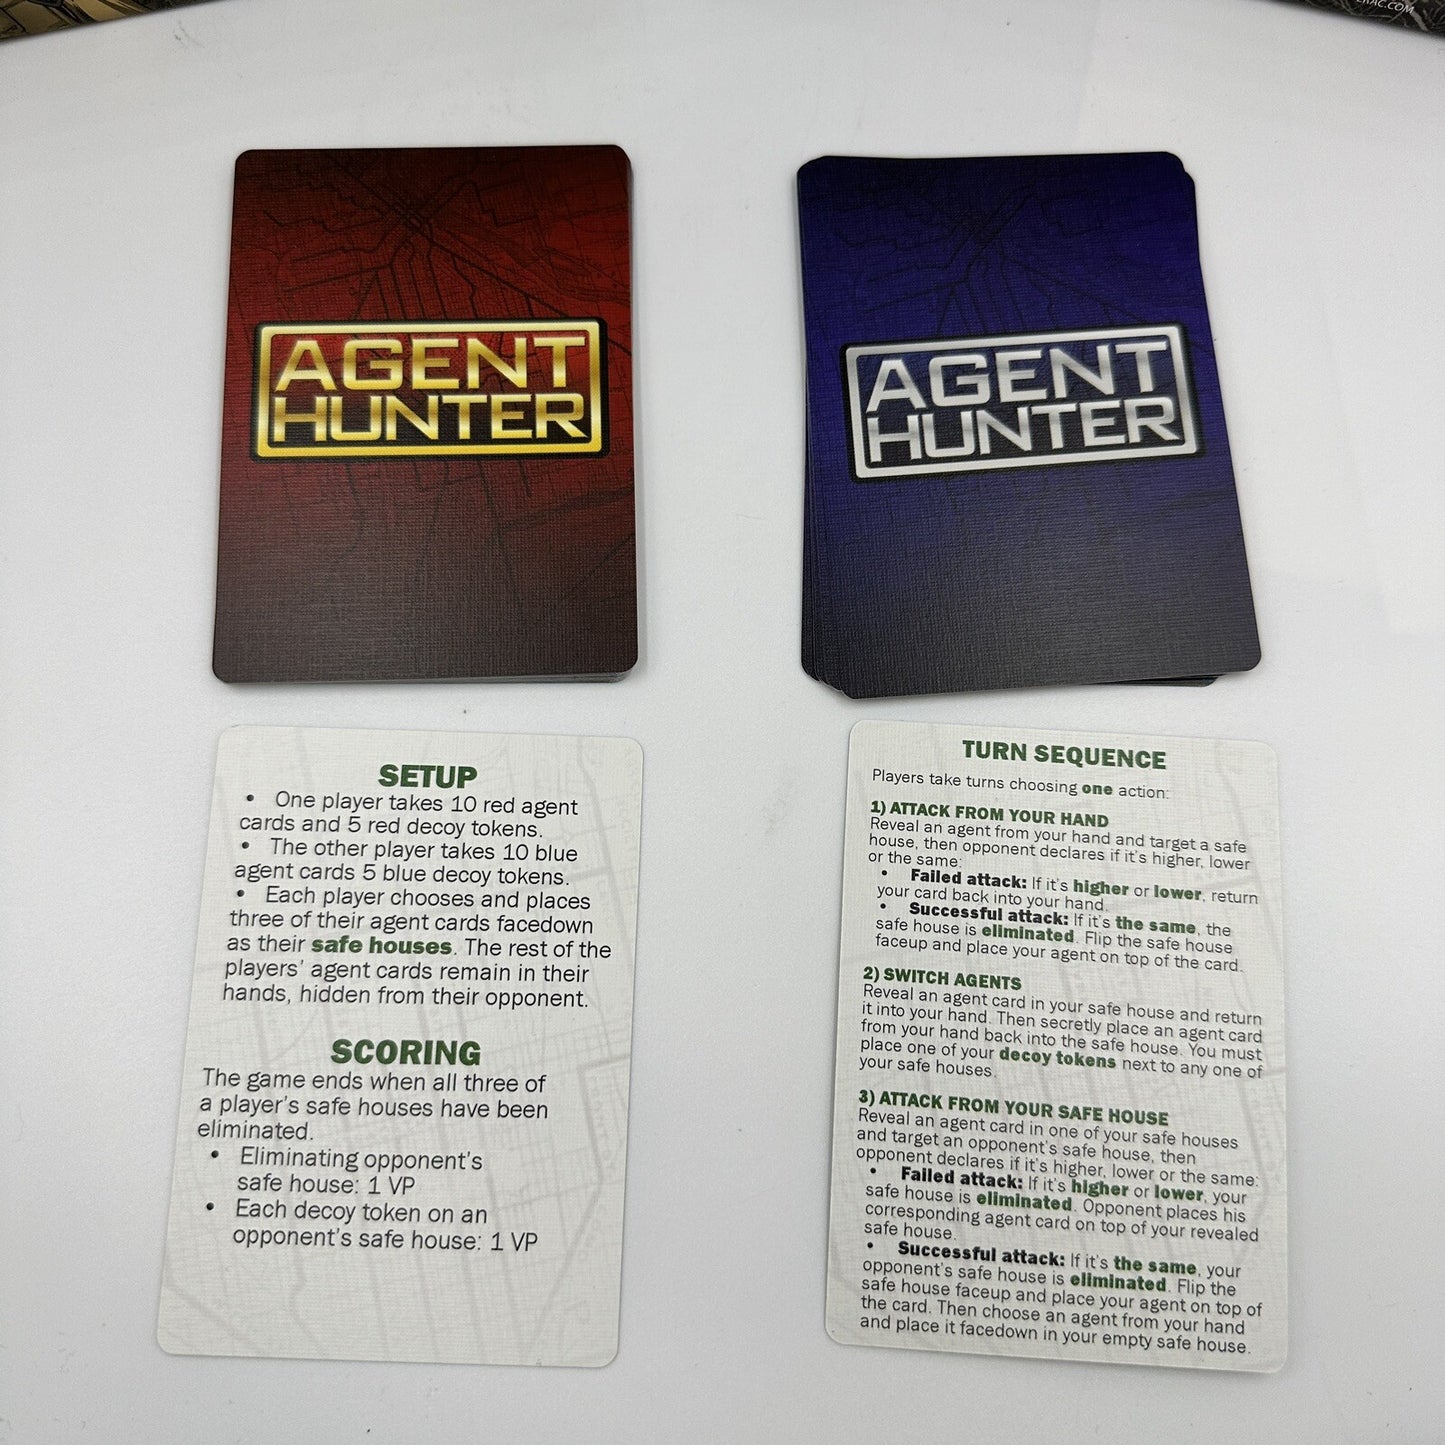 ERAC.COM
AGENT
HUNTER
AGENT
HUNTER
SETUP
• One player takes 10 red agent
cards and 5 red decoy tokens.
• The other player takes 10 blue
agent cards 5 blue decoy tokens.
• Each player chooses and places
three of their agent cards facedown
as their safe houses. The rest of the
players' agent cards remain in their
hands, hidden from their opponent.
SCORING
The game ends when all three of
a player's safe houses have been
eliminated.
• Eliminating opponent's
safe house: 1 VP
• Each decoy token on an
opponent's safe house: 1 VP
TURN SEQUENCE
Players take turns choosing one action:
1) ATTACK FROM YOUR HAND
Reveal an agent from your hand and target a safe
house, then opponent declares if it's higher, lower
or the same:
• Failed attack: If it's higher or lower, return
your card back into your hand.
• Successful attack: If it's the same, the
safe house is eliminated. Flip the safe house
faceup and place your agent on top of the card.
2) SWITCH AGENTS
Reveal an agent card in your safe house and return
it into your hand. Then secretly place an agent card
from your hand back into the safe house. You must
place one of your decoy tokens next to any one of
your safe houses.
3) ATTACK FROM YOUR SAFE HOUSE
Reveal an agent card in one of your safe houses
and target an opponent's safe house, then
opponent declares if it's higher, lower or the same:
• Failed attack: If it's higher or lower, your
safe house is eliminated. Opponent places his
corresponding agent card on top of your revealed
safe house.
• Successful attack: If it's the same, your
opponent's safe house is eliminated. Flip the
safe house faceup and place your agent on top of
the card. Then choose an agent from your hand
and place it facedown in your empty safe house.